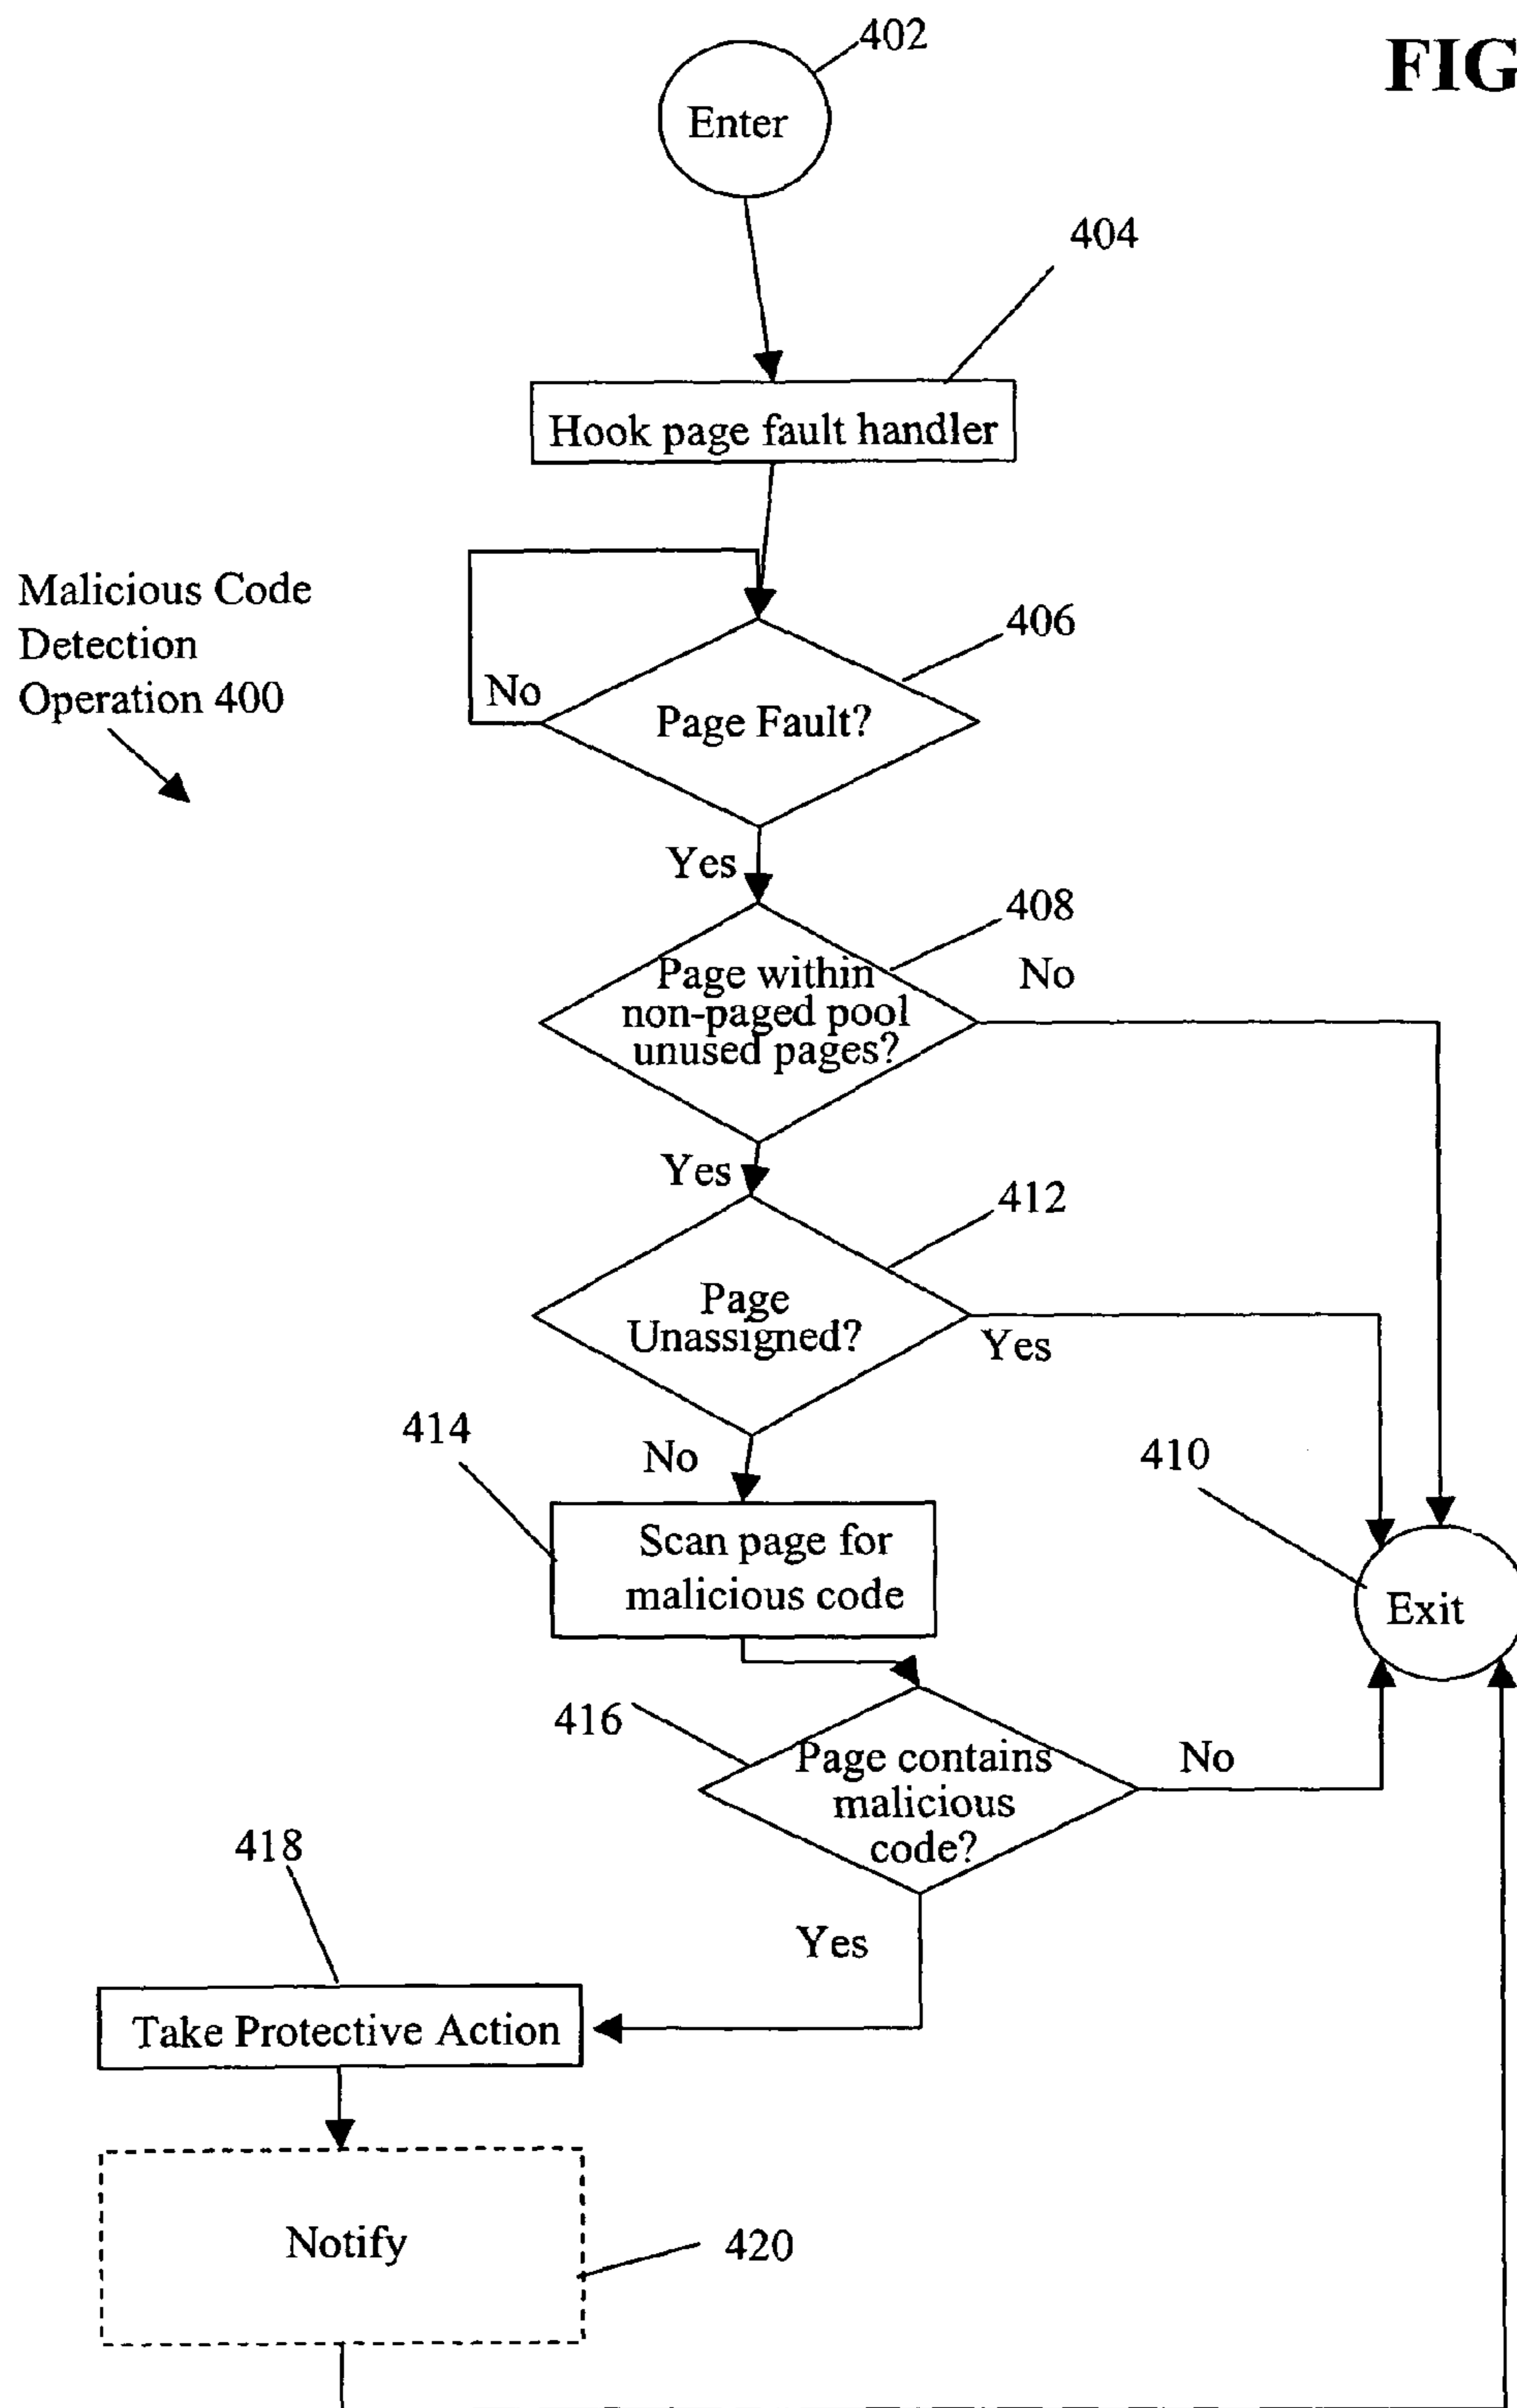 402
FIG
Enter
404
Hook page fault handler
Malicious Code
Detection
Operation 400
406
No
Page Fault?
Yes
408
No
Page within
non-paged pool
unused pages?
Yes
412
Page
Unassigned?
Yes
414
No
410
Scan page for
malicious code
Exit
416
Page contains
malicious
code?
No
418
Yes
Take Protective Action
Notify
420